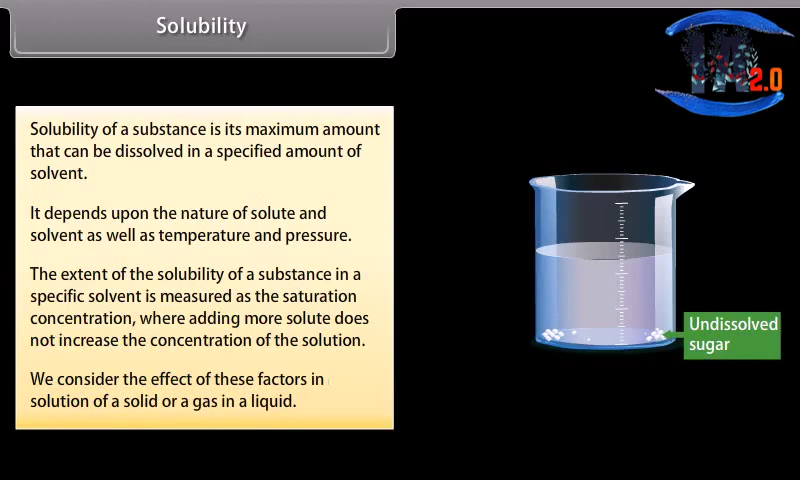 Solubility
IA 2.0
Solubility of a substance is its maximum amount
that can be dissolved in a specified amount of
solvent.
It depends upon the nature of solute and
solvent as well as temperature and pressure.
The extent of the solubility of a substance in a
specific solvent is measured as the saturation
concentration, where adding more solute does
not increase the concentration of the solution.
We consider the effect of these factors in
solution of a solid or a gas in a liquid.
Undissolved
sugar